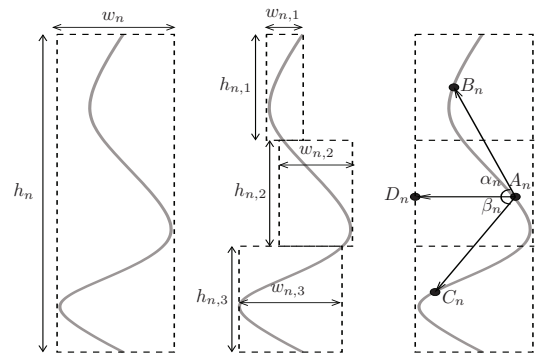 w_n
h_n
w_{n,1}
h_{n,1}
w_{n,2}
h_{n,2}
w_{n,3}
h_{n,3}
B_n
α_n A_n
D_n
β_n
C_n